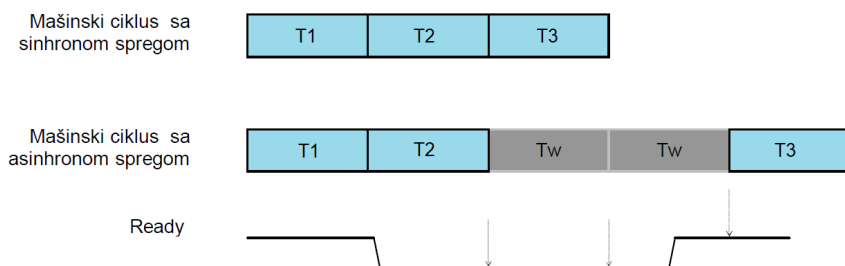 Mašinski ciklus sa
sinhronom spregom
T1 T2 T3
Mašinski ciklus sa
asinhronom spregom
T1 T2 Tw Tw T3
Ready